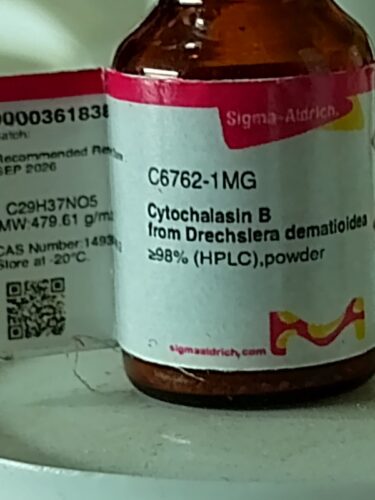 0000361838
Batch:
Recommended
SEP 2026
C29H37NO5
MW:479.61 g/
CAS Number:1493
Store at -20°C.
Sigma-Aldrich
C6762-1MG
Cytochalasin B
from Drechslera dematioidea
≥98% (HPLC),powder
sigmaaldrich.com
M